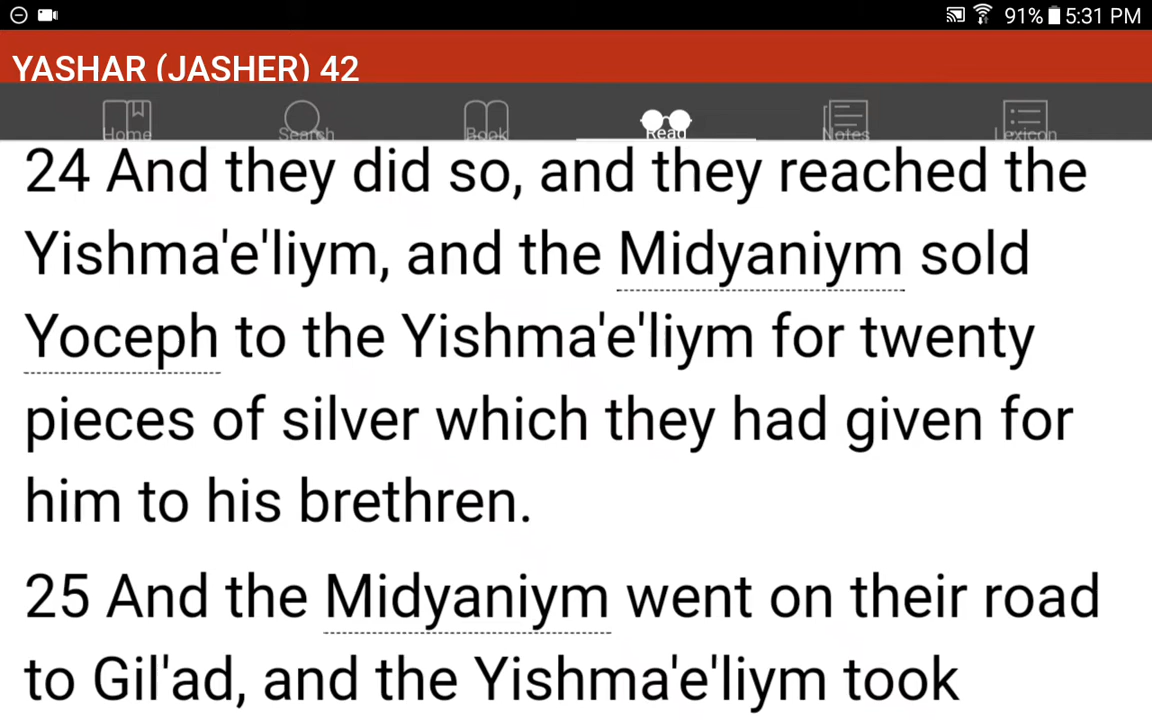 91% 5:31 PM
YASHAR (JASHER) 42
Home Search Book Read Notes Lexicon
24 And they did so, and they reached the
Yishma'e'liym, and the Midyaniym sold
Yoceph to the Yishma'e'liym for twenty
pieces of silver which they had given for
him to his brethren.
25 And the Midyaniym went on their road
to Gil'ad, and the Yishma'e'liym took